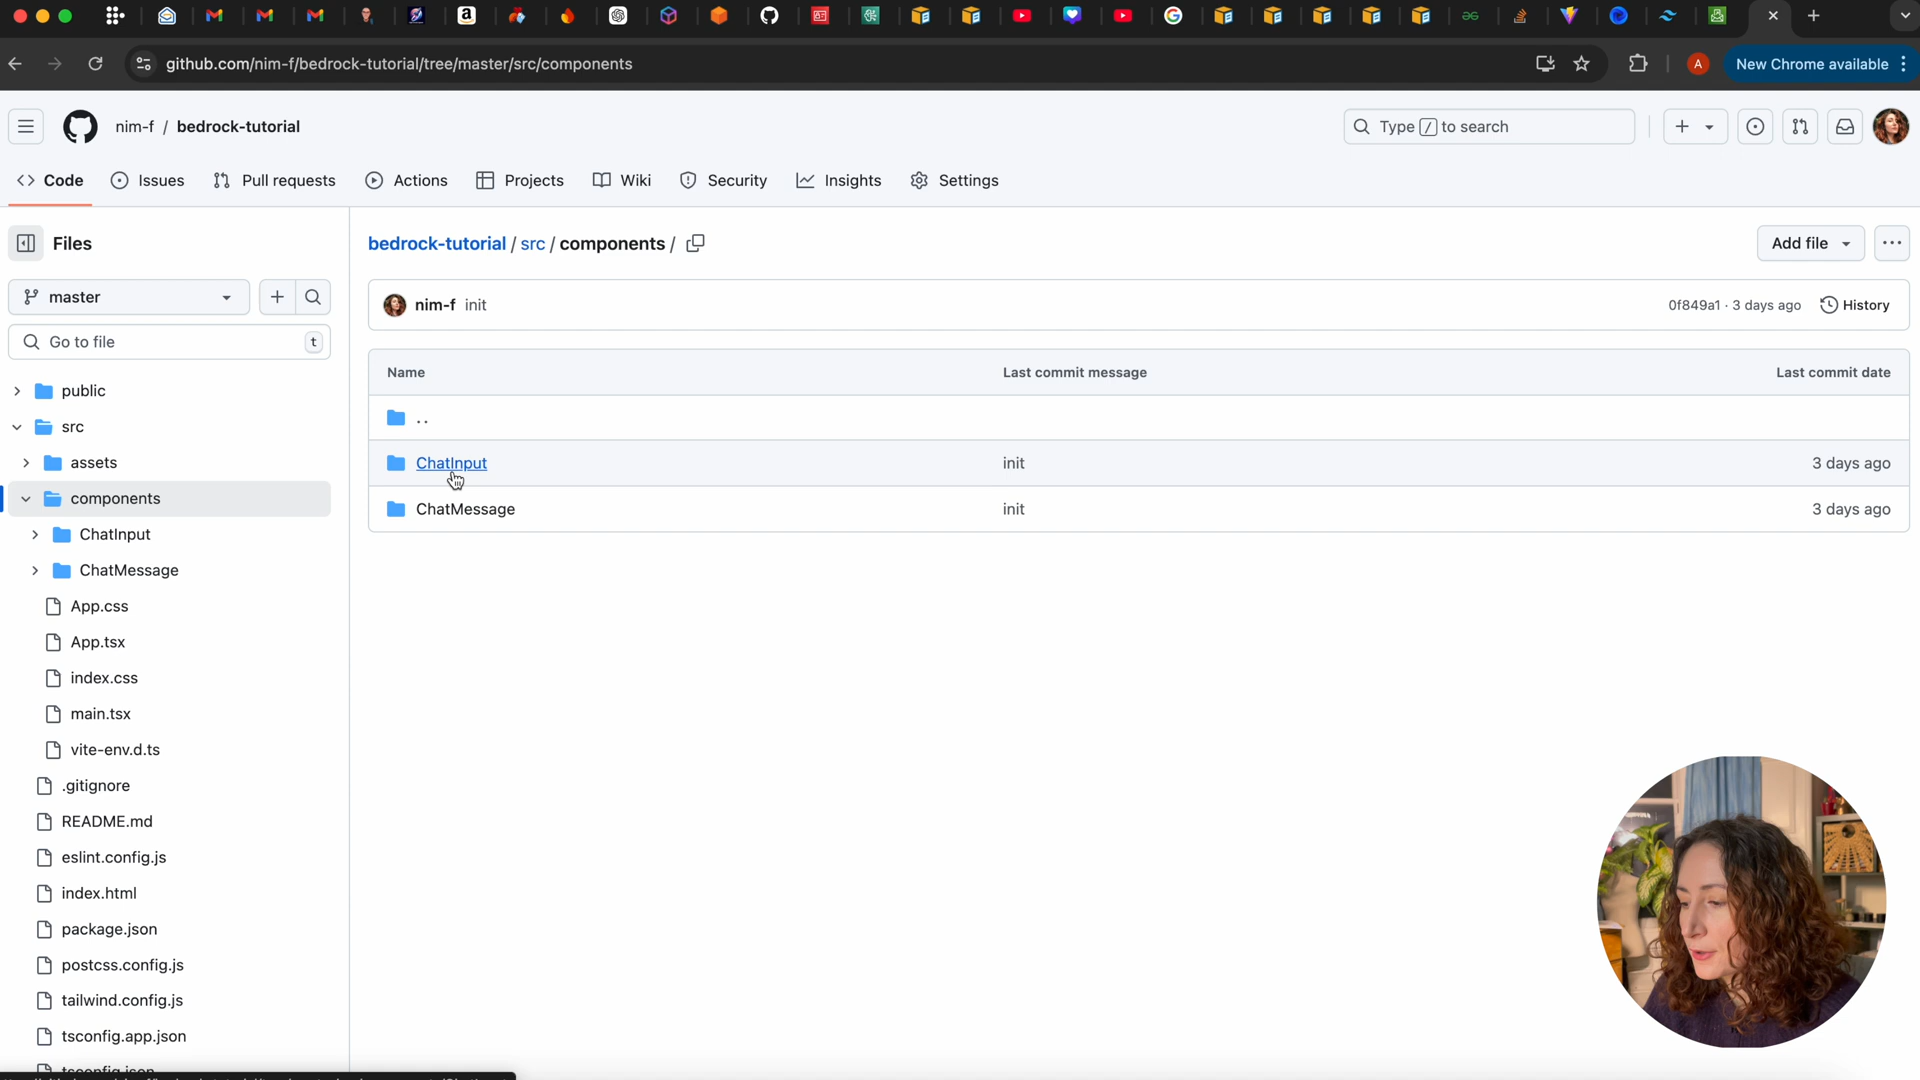 github.com/nim-f/bedrock-tutorial/tree/master/src/components
A
New Chrome available
nim-f / bedrock-tutorial
Type / to search
Code
Issues
Pull requests
Actions
Projects
Wiki
Security
Insights
Settings
Files
bedrock-tutorial / src / components /
Add file
master
nim-f init
0f849a1 · 3 days ago
History
Go to file
t
Name
Last commit message
Last commit date
public
..
src
assets
ChatInput
init
3 days ago
components
ChatMessage
init
3 days ago
ChatInput
ChatMessage
App.css
App.tsx
index.css
main.tsx
vite-env.d.ts
.gitignore
README.md
eslint.config.js
index.html
package.json
postcss.config.js
tailwind.config.js
tsconfig.app.json
tsconfig.json